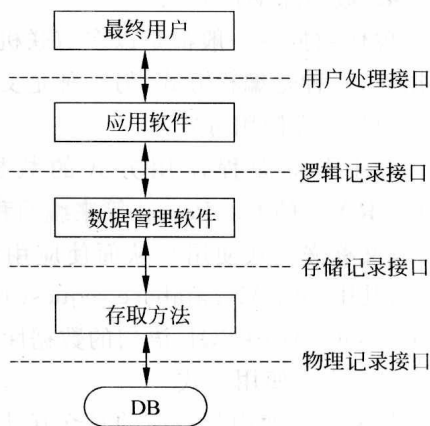 最终用户
用户处理接口
应用软件
逻辑记录接口
数据管理软件
存储记录接口
存取方法
物理记录接口
DB